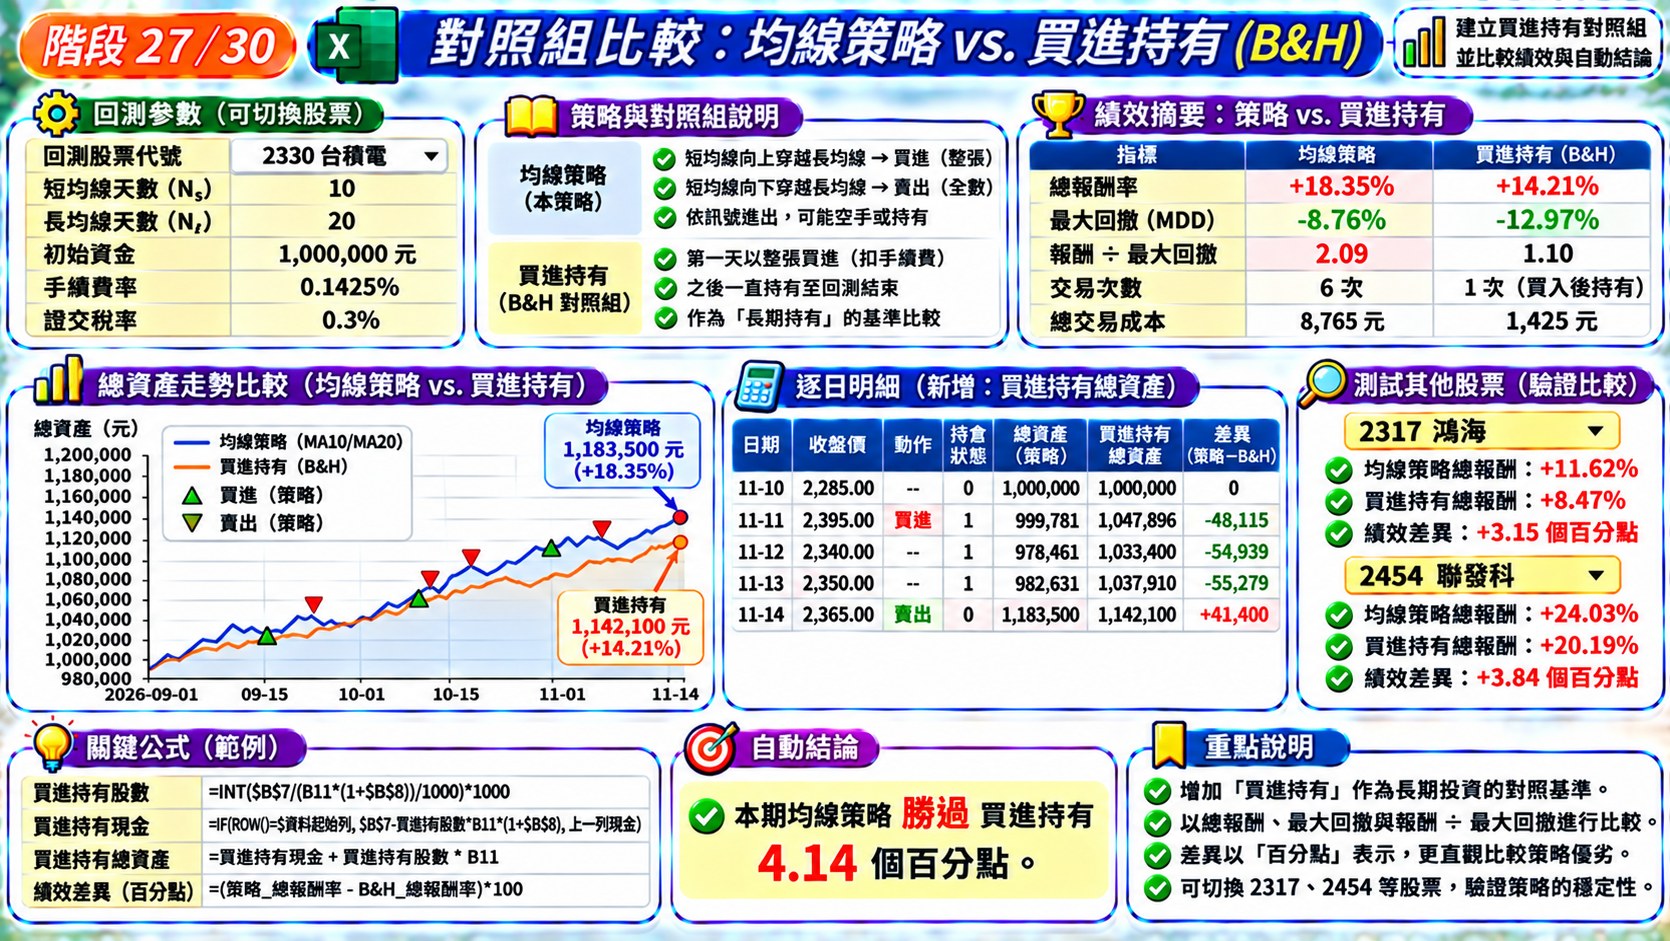 階段 27/30
X
對照組比較：均線策略 vs. 買進持有 (B&H)
建立買進持有對照組
並比較績效與自動結論
回測參數（可切換股票）
回測股票代號 2330 台積電
短均線天數 (Ns) 10
長均線天數 (Nℓ) 20
初始資金 1,000,000 元
手續費率 0.1425%
證交稅率 0.3%
策略與對照組說明
均線策略
（本策略）
短均線向上穿越長均線 → 買進（整張）
短均線向下穿越長均線 → 賣出（全數）
依訊號進出，可能空手或持有
買進持有
（B&H 對照組）
第一天以整張買進（扣手續費）
之後一直持有至回測結束
作為「長期持有」的基準比較
績效摘要：策略 vs. 買進持有
指標 均線策略 買進持有 (B&H)
總報酬率 +18.35% +14.21%
最大回撤 (MDD) -8.76% -12.97%
報酬 ÷ 最大回撤 2.09 1.10
交易次數 6 次 1 次（買入後持有）
總交易成本 8,765 元 1,425 元
總資產走勢比較（均線策略 vs. 買進持有）
總資產（元）
均線策略（MA10/MA20）
買進持有（B&H）
買進（策略）
賣出（策略）
1,200,000
1,180,000
1,160,000
1,140,000
1,120,000
1,100,000
1,080,000
1,060,000
1,040,000
1,020,000
1,000,000
980,000
2026-09-01 09-15 10-01 10-15 11-01 11-14
均線策略
1,183,500 元
(+18.35%)
買進持有
1,142,100 元
(+14.21%)
逐日明細（新增：買進持有總資產）
日期 收盤價 動作 持倉狀態 總資產（策略） 買進持有總資產 差異（策略−B&H）
11-10 2,285.00 -- 0 1,000,000 1,000,000 0
11-11 2,395.00 買進 1 999,781 1,047,896 -48,115
11-12 2,340.00 -- 1 978,461 1,033,400 -54,939
11-13 2,350.00 -- 1 982,631 1,037,910 -55,279
11-14 2,365.00 賣出 0 1,183,500 1,142,100 +41,400
測試其他股票（驗證比較）
2317 鴻海
均線策略總報酬：+11.62%
買進持有總報酬：+8.47%
績效差異：+3.15 個百分點
2454 聯發科
均線策略總報酬：+24.03%
買進持有總報酬：+20.19%
績效差異：+3.84 個百分點
關鍵公式（範例）
買進持有股數 =INT($B$7/(B11*(1+$B$8))/1000)*1000
買進持有現金 =IF(ROW()=$資料起始列, $B$7-買進持有股數*B11*(1+$B$8), 上一列現金)
買進持有總資產 =買進持有現金 + 買進持有股數 * B11
績效差異（百分點） =(策略_總報酬率 - B&H_總報酬率)*100
自動結論
本期均線策略 勝過 買進持有
4.14 個百分點。
重點說明
增加「買進持有」作為長期投資的對照基準。
以總報酬、最大回撤與報酬 ÷ 最大回撤進行比較。
差異以「百分點」表示，更直觀比較策略優劣。
可切換 2317、2454 等股票，驗證策略的穩定性。